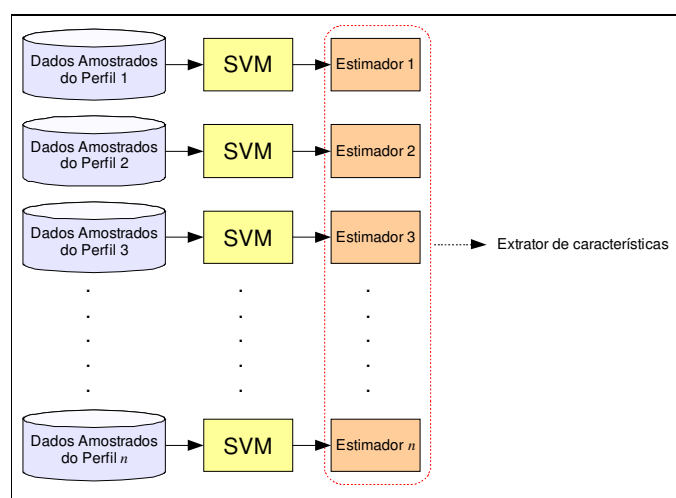 Dados Amostrados
do Perfil 1
SVM
Estimador 1
Dados Amostrados
do Perfil 2
SVM
Estimador 2
Dados Amostrados
do Perfil 3
SVM
Estimador 3
Extrator de características
Dados Amostrados
do Perfil n
SVM
Estimador n